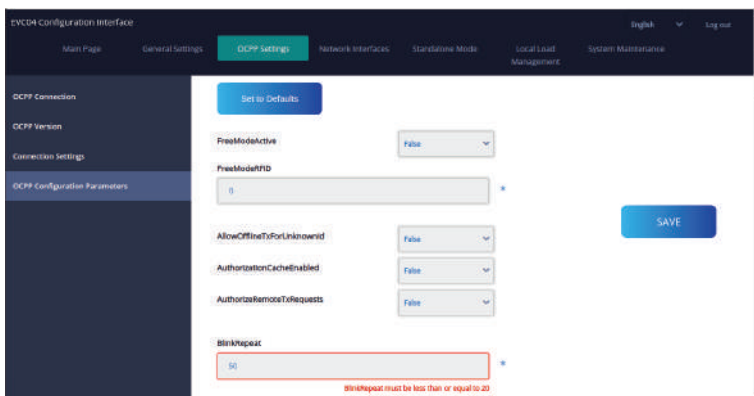 EVC04 Configuration Interface
English
Log out
Main Page
General Settings
OCPP Settings
Network Interfaces
Standalone Mode
Local Load
Management
System Maintenance
OCPP Connection
OCPP Version
Connection Settings
OCPP Configuration Parameters
Set to Defaults
FreeModeActive
False
FreeModeRFID
0
*
SAVE
AllowOfflineTxForUnknownId
False
AuthorizationCacheEnabled
False
AuthorizeRemoteTxRequests
False
BlinkRepeat
50
*
BlinkRepeat must be less than or equal to 20